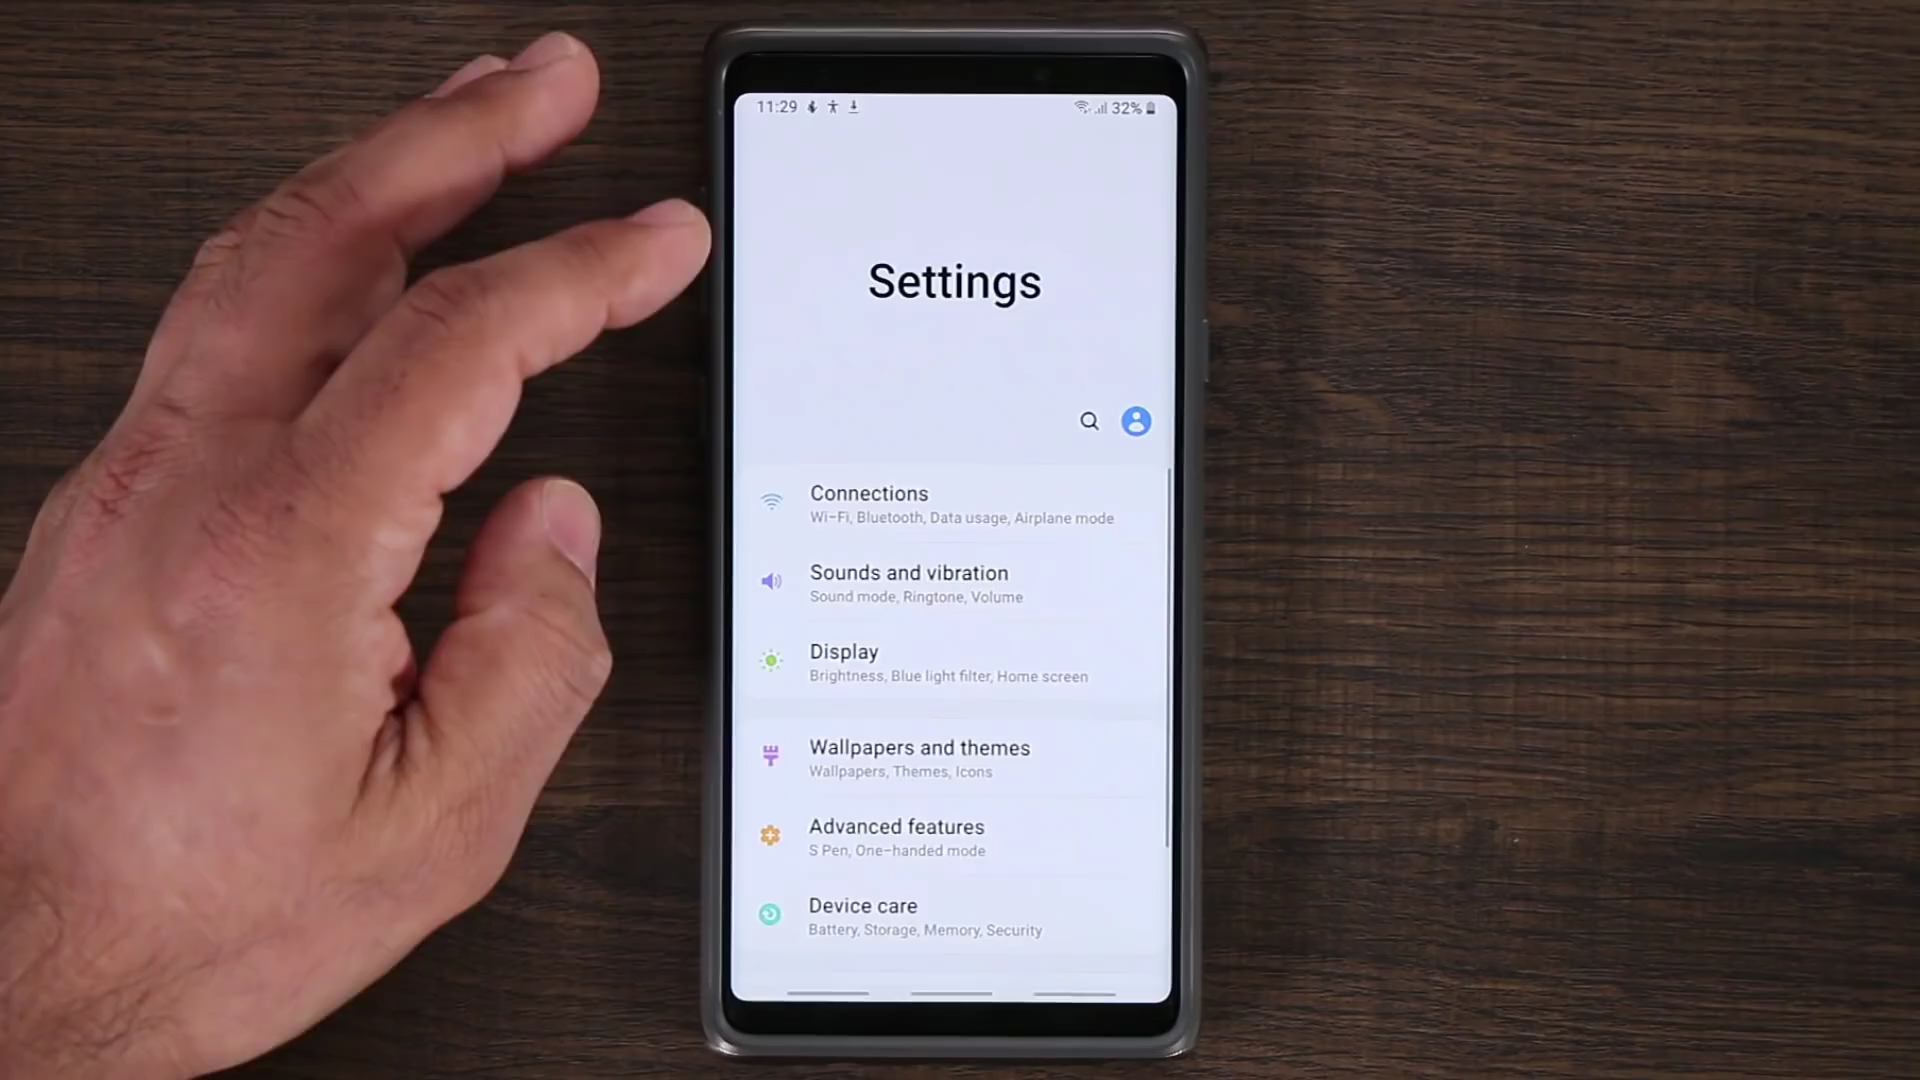 11:29
32%
Settings
Connections
Wi-Fi, Bluetooth, Data usage, Airplane mode
Sounds and vibration
Sound mode, Ringtone, Volume
Display
Brightness, Blue light filter, Home screen
Wallpapers and themes
Wallpapers, Themes, Icons
Advanced features
S Pen, One-handed mode
Device care
Battery, Storage, Memory, Security